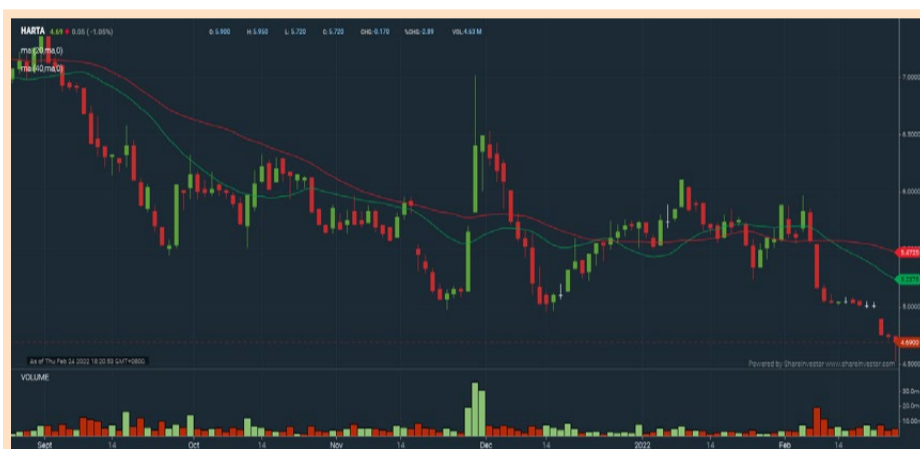 HARTA 4.69 0.05 ( -1.05%) O: 5.900 H: 5.950 L: 5.720 C: 5.720 CHG:-0.170 %CHG:-2.89 VOL:4.60 M
ma (20,ma,0)
ma (40,ma,0)
7.0000
6.5000
6.0000
5.4723
5.0000
4.6900
4.5000
As of Thu Feb 24 2022 18:20:53 GMT+0800
Powered by ShareInvestor www.shareinvestor.com
VOLUME
30.0m
20.0m
10.00m
Sept 14 Oct 14 Nov 14 Dec 14 2022 14 Feb 14